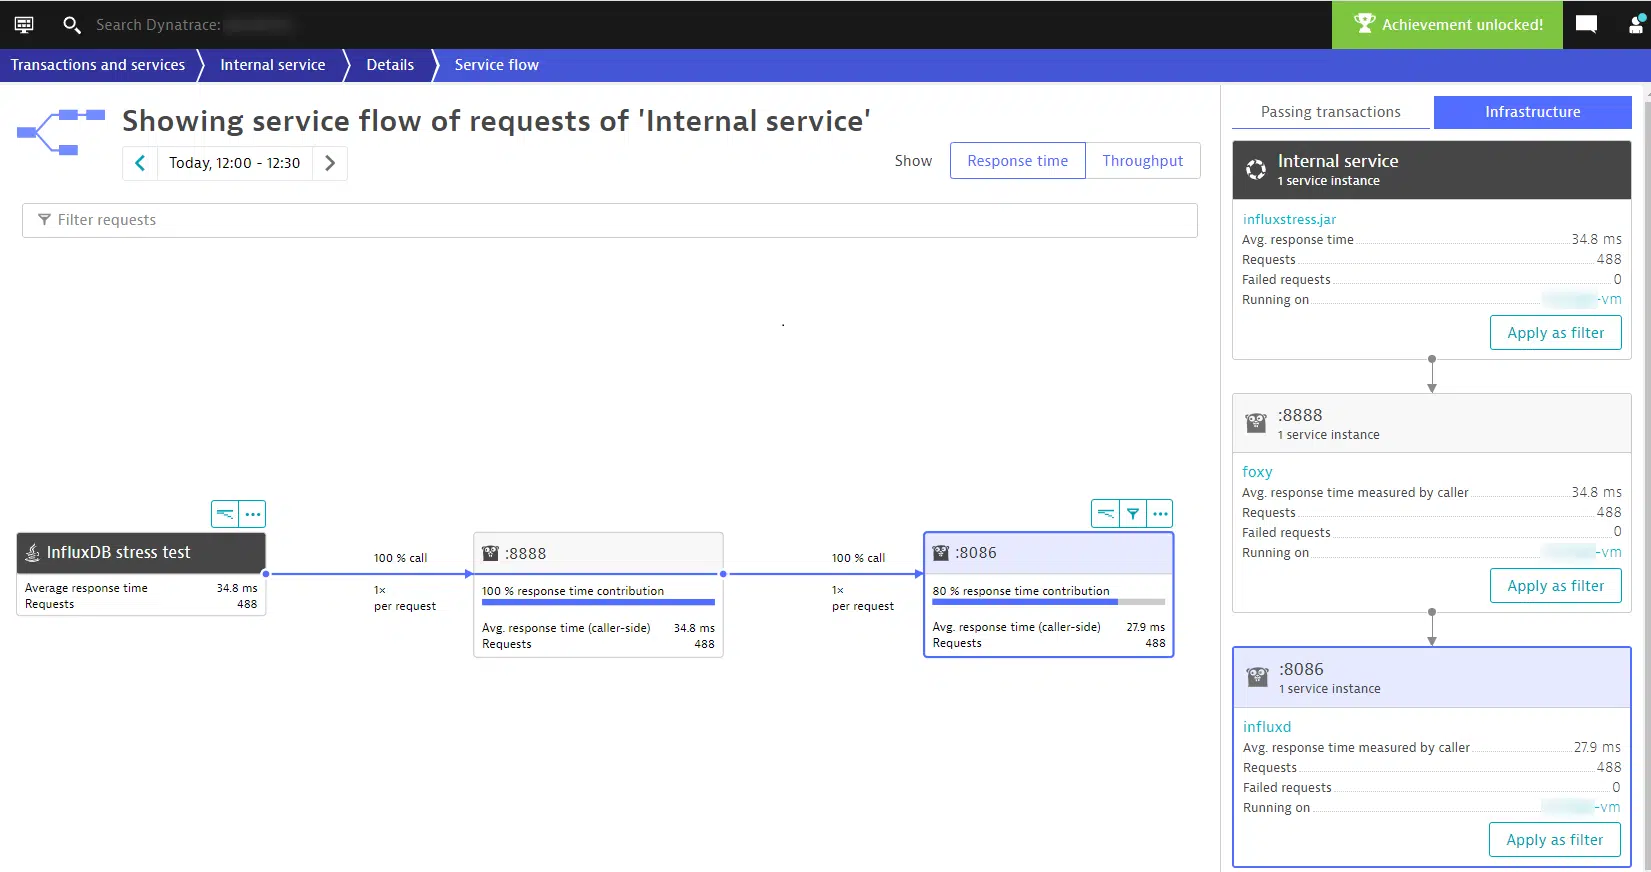 Search Dynatrace:
Achievement unlocked!
Transactions and services
Internal service
Details
Service flow
Showing service flow of requests of 'Internal service'
Today, 12:00 - 12:30
Show
Response time
Throughput
Filter requests
InfluxDB stress test
Average response time 34.8 ms
Requests 488
100 % call
1×
per request
:8888
100 % response time contribution
Avg. response time (caller-side) 34.8 ms
Requests 488
100 % call
1×
per request
:8086
80 % response time contribution
Avg. response time (caller-side) 27.9 ms
Requests 488
Passing transactions
Infrastructure
Internal service
1 service instance
influxstress.jar
Avg. response time 34.8 ms
Requests 488
Failed requests 0
Running on -vm
Apply as filter
:8888
1 service instance
foxy
Avg. response time measured by caller 34.8 ms
Requests 488
Failed requests 0
Running on -vm
Apply as filter
:8086
1 service instance
influxd
Avg. response time measured by caller 27.9 ms
Requests 488
Failed requests 0
Running on -vm
Apply as filter